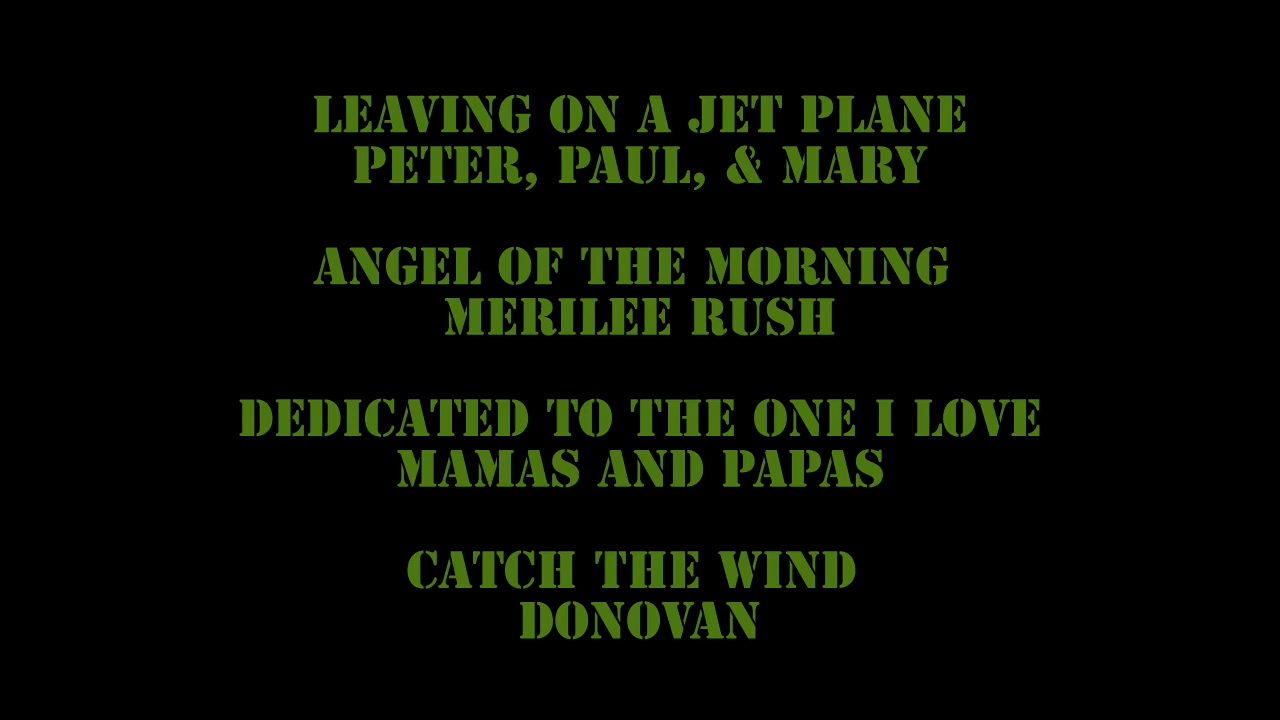 LEAVING ON A JET PLANE
PETER, PAUL, & MARY
ANGEL OF THE MORNING
MERILEE RUSH
DEDICATED TO THE ONE I LOVE
MAMAS AND PAPAS
CATCH THE WIND
DONOVAN